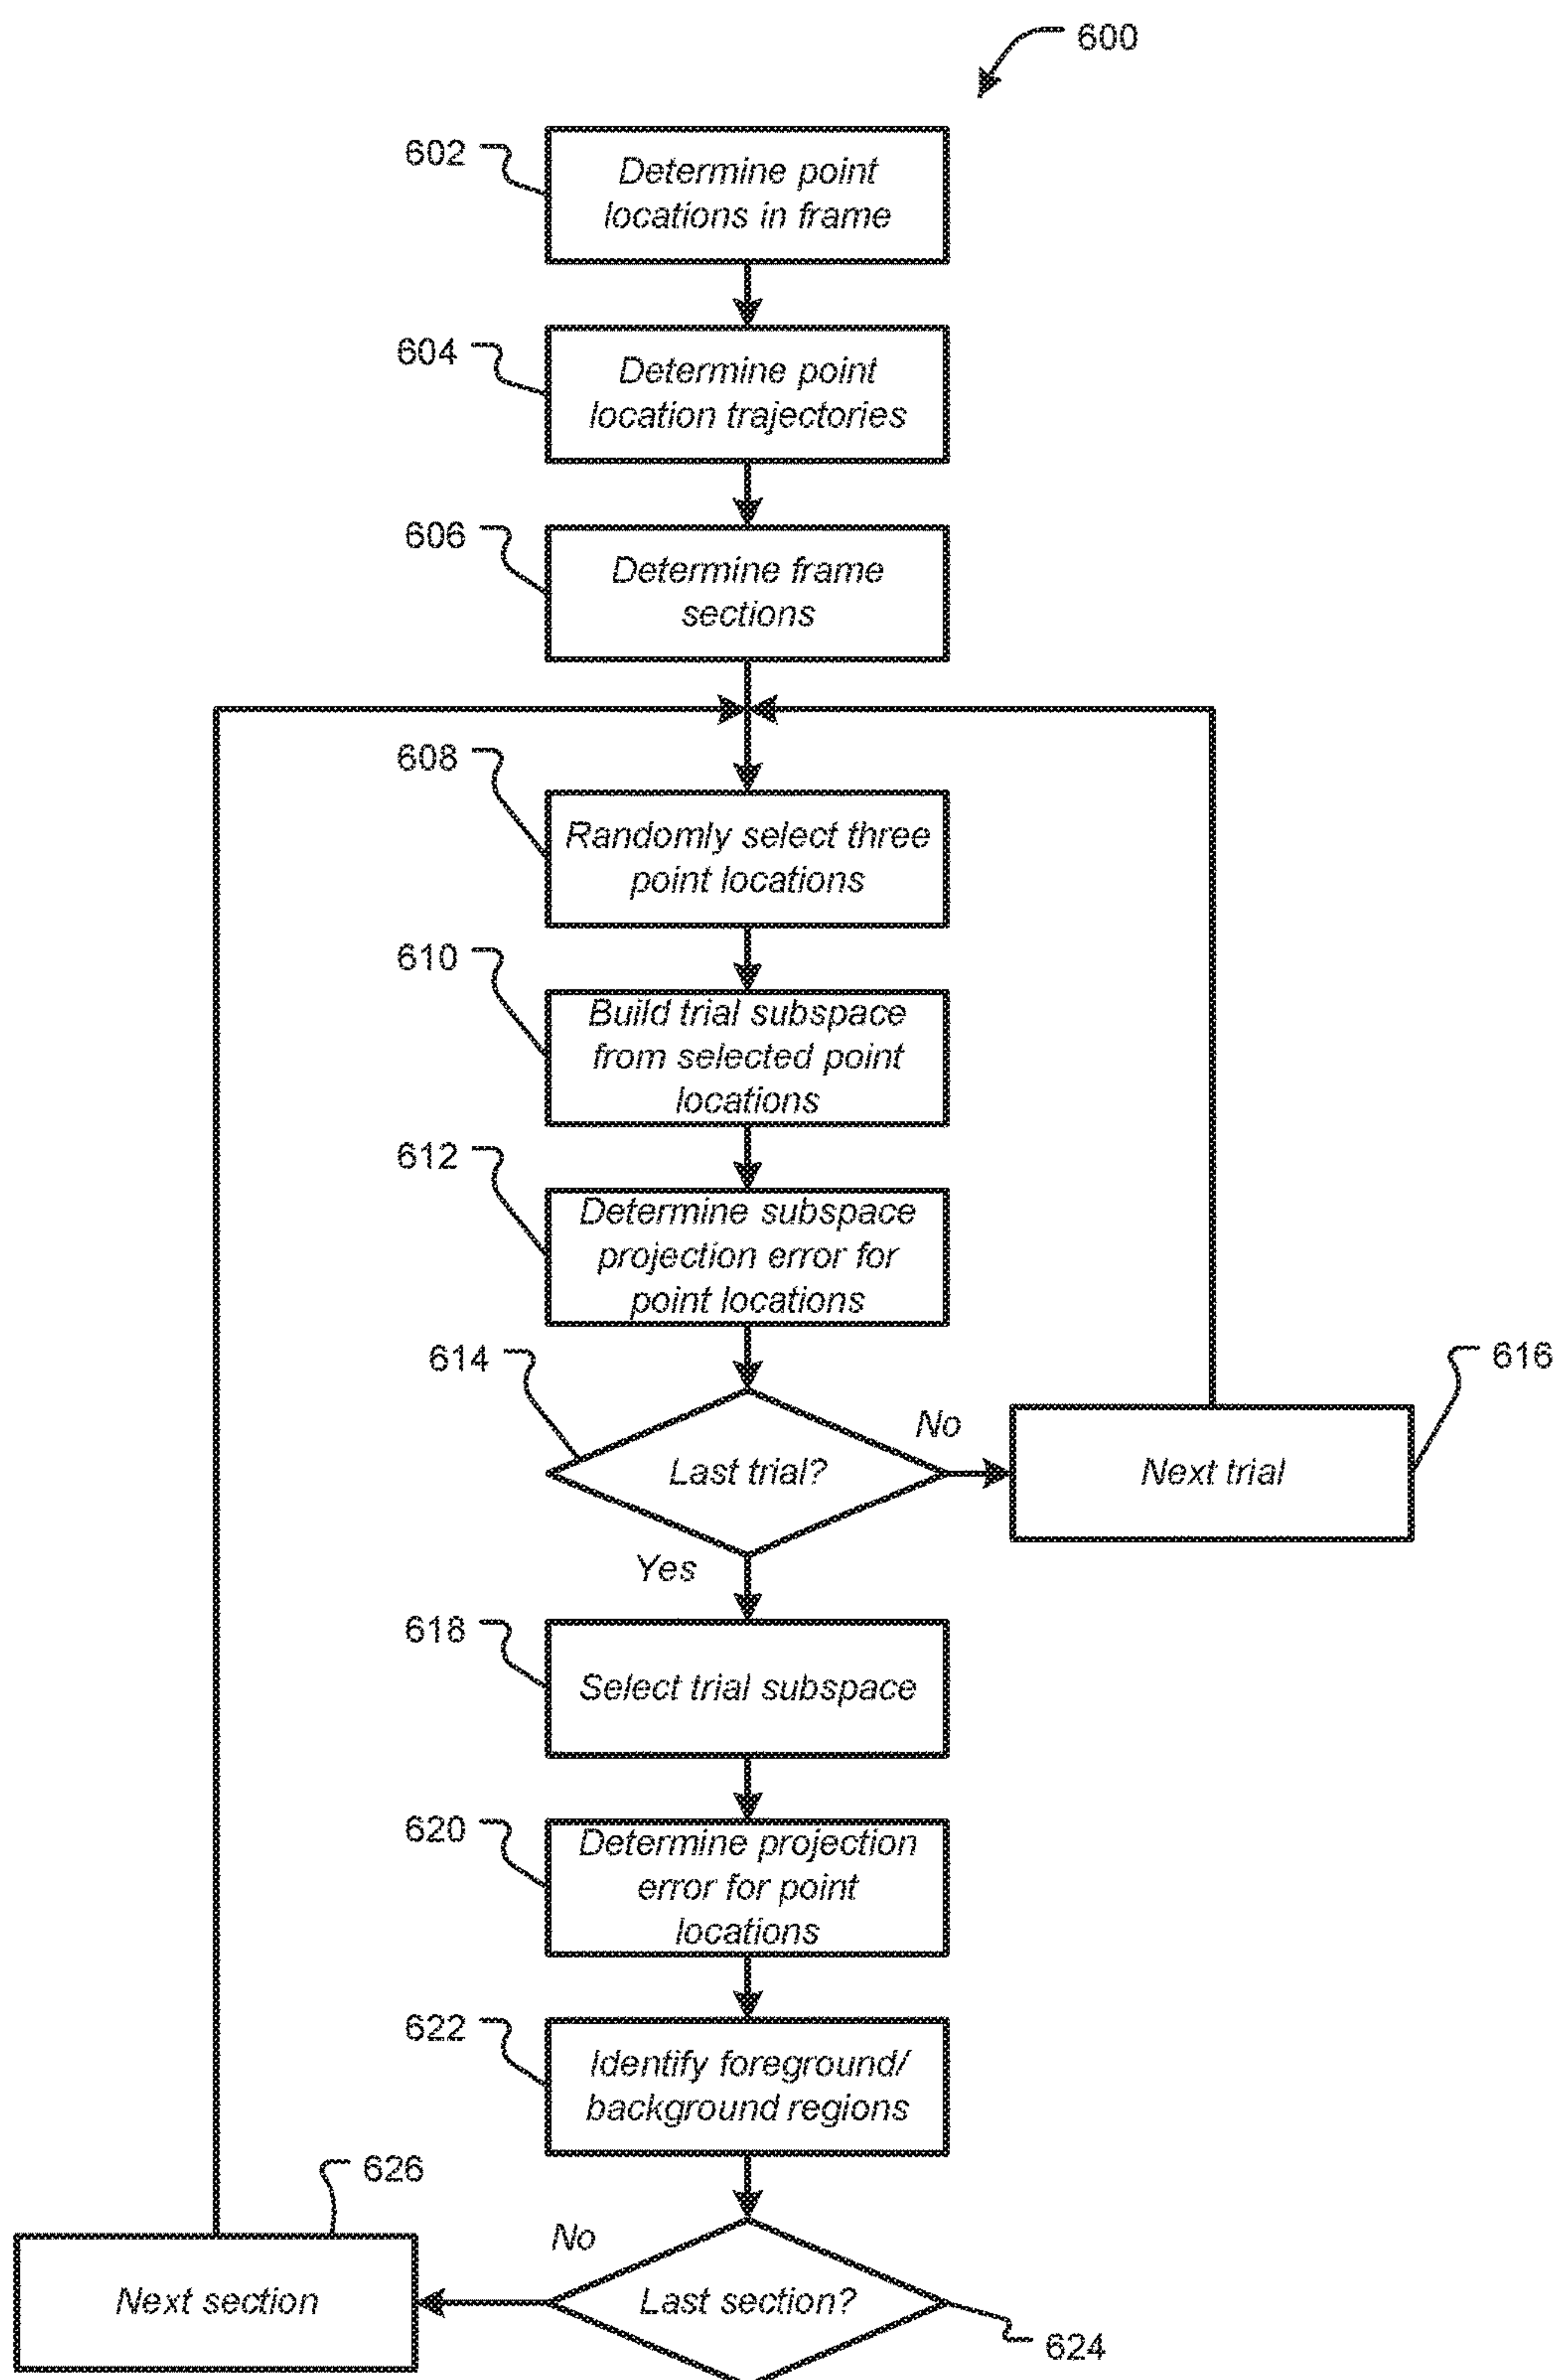 600
602
Determine point
locations in frame
604
Determine point
location trajectories
606
Determine frame
sections
608
Randomly select three
point locations
610
Build trial subspace
from selected point
locations
612
Determine subspace
projection error for
point locations
614
Last trial?
No
616
Next trial
Yes
618
Select trial subspace
620
Determine projection
error for point
locations
622
Identify foreground/
background regions
626
Next section
No
Last section?
624